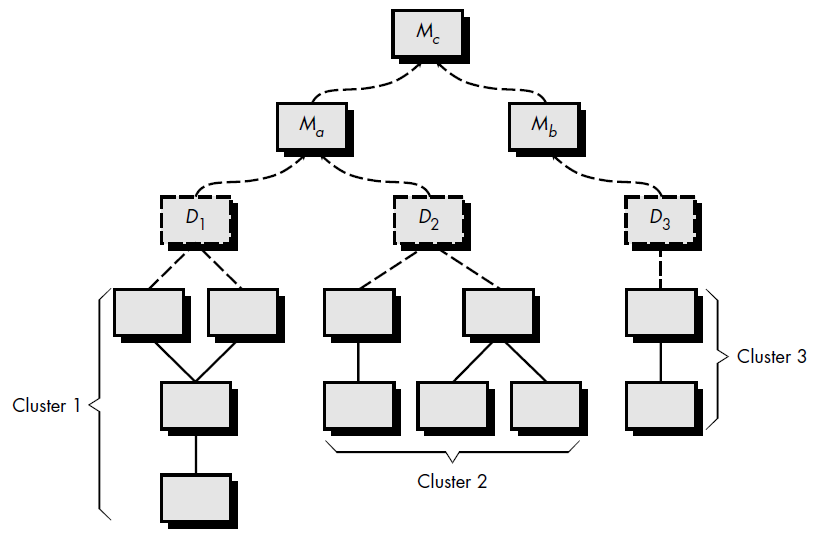 Mc
Ma
Mb
D1
D2
D3
Cluster 3
Cluster 1
Cluster 2